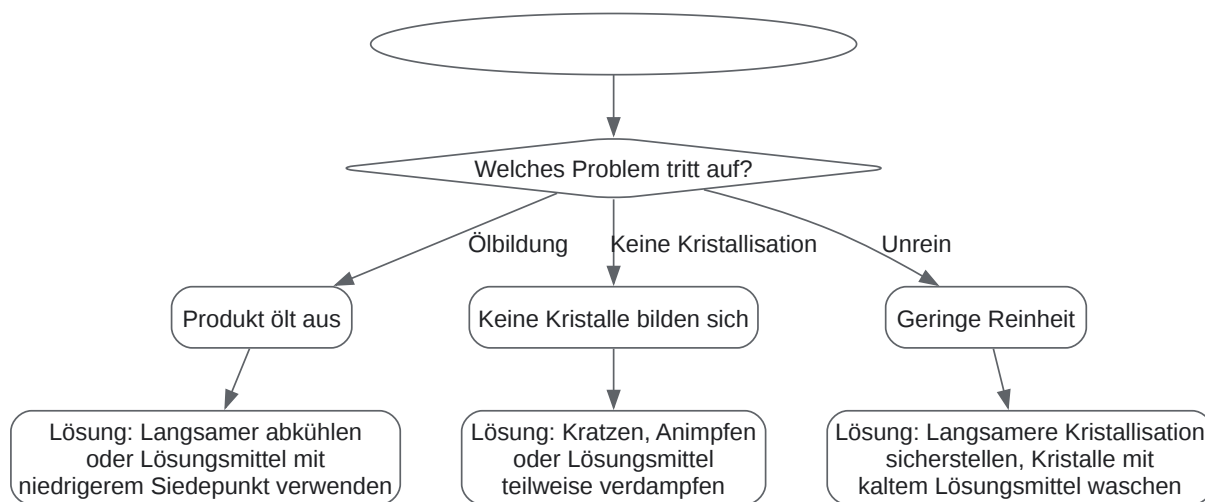 Welches Problem tritt auf?
Ölbildung
Keine Kristallisation
Unrein
Produkt ölt aus
Keine Kristalle bilden sich
Geringe Reinheit
Lösung: Langsamer abkühlen
oder Lösungsmittel mit
niedrigerem Siedepunkt verwenden
Lösung: Kratzen, Animpfen
oder Lösungsmittel
teilweise verdampfen
Lösung: Langsamere Kristallisation
sicherstellen, Kristalle mit
kaltem Lösungsmittel waschen